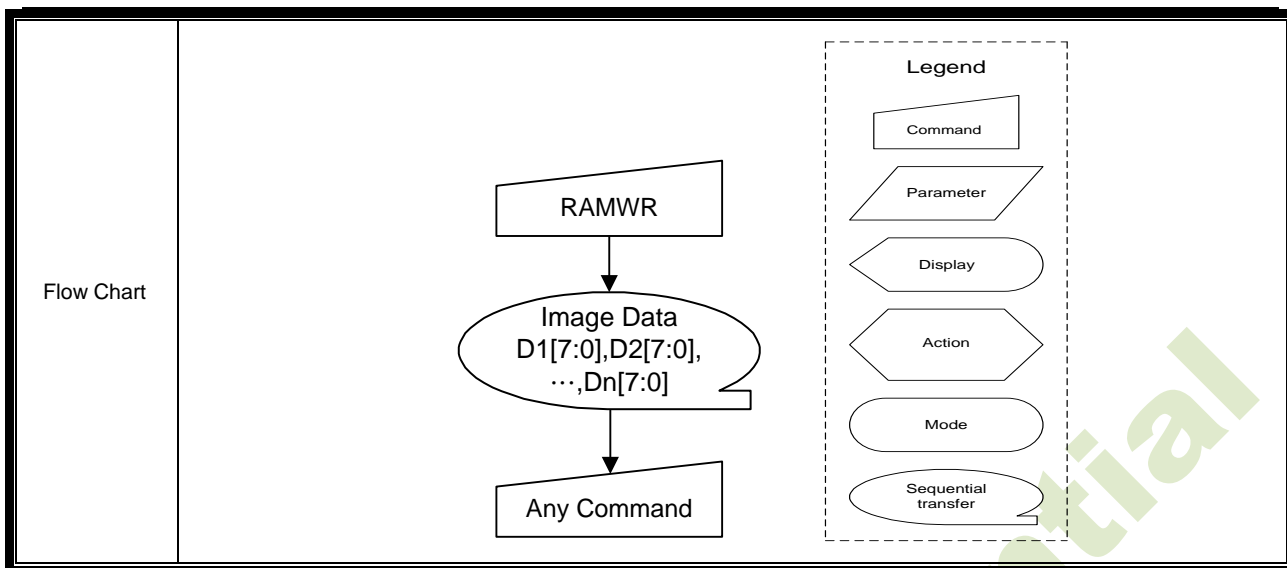 Flow Chart
RAMWR
Image Data
D1[7:0],D2[7:0],
⋯,Dn[7:0]
Any Command
Legend
Command
Parameter
Display
Action
Mode
Sequential
transfer
ntial